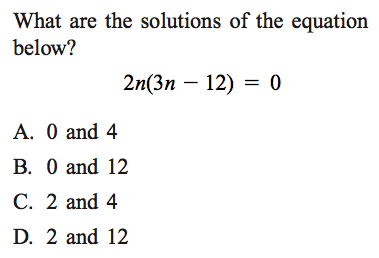 What are the solutions of the equation
below?
2n(3n − 12) = 0
A. 0 and 4
B. 0 and 12
C. 2 and 4
D. 2 and 12